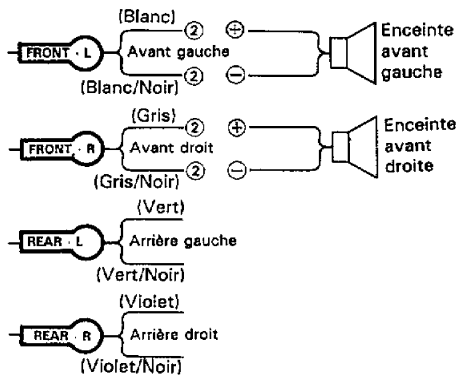 (Blanc)
FRONT · L Avant gauche ② ⊕
② ⊖
(Blanc/Noir)
Enceinte
avant
gauche
(Gris)
FRONT · R Avant droit ② ⊕
② ⊖
(Gris/Noir)
Enceinte
avant
droite
(Vert)
REAR · L Arrière gauche
(Vert/Noir)
(Violet)
REAR · R Arrière droit
(Violet/Noir)